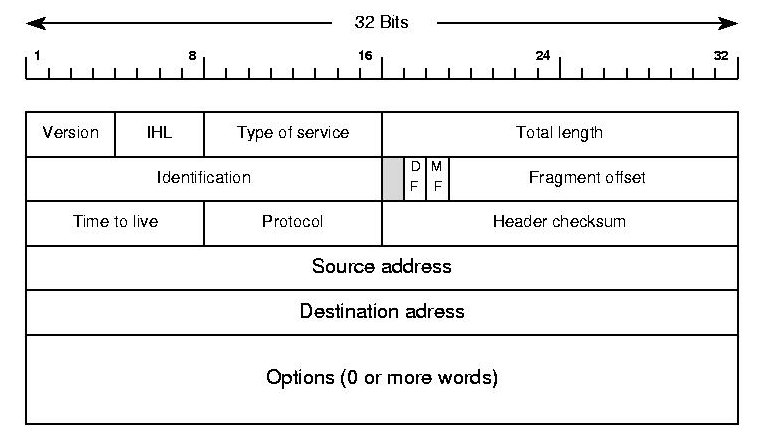 32 Bits
1 8 16 24 32
Version IHL Type of service Total length
Identification D F M F Fragment offset
Time to live Protocol Header checksum
Source address
Destination adress
Options (0 or more words)